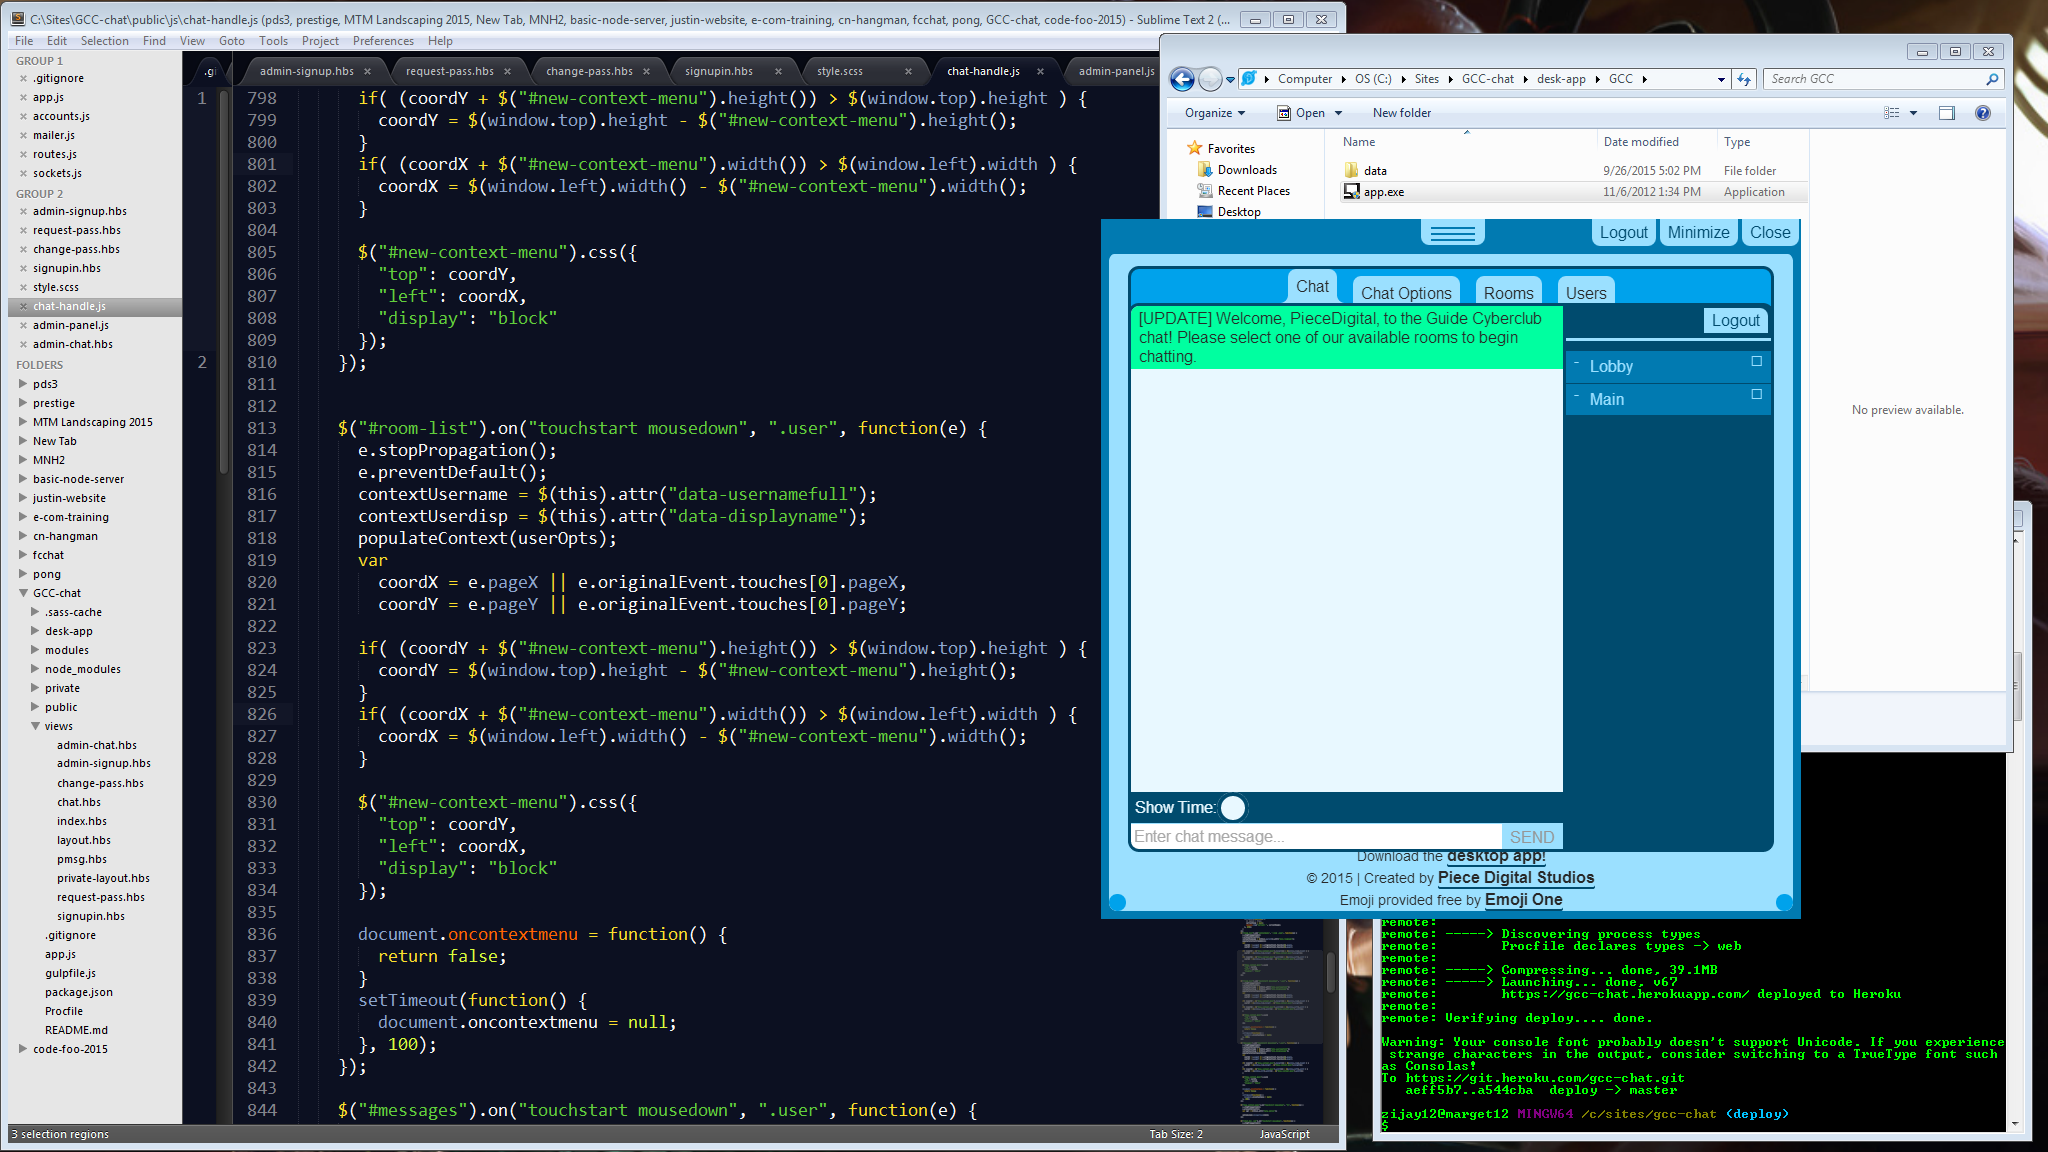 C:\Sites\GCC-chat\public\js\chat-handle.js (pds3, prestige, MTM Landscaping 2015, New Tab, MNH2, basic-node-server, justin-website, e-com-training, cn-hangman, fcchat, pong, GCC-chat, code-foo-2015) - Sublime Text 2 (...
File Edit Selection Find View Goto Tools Project Preferences Help
GROUP 1
.gitignore
app.js
accounts.js
mailer.js
routes.js
sockets.js
GROUP 2
admin-signup.hbs
request-pass.hbs
change-pass.hbs
signupin.hbs
style.scss
chat-handle.js
admin-panel.js
admin-chat.hbs
FOLDERS
pds3
prestige
MTM Landscaping 2015
New Tab
MNH2
basic-node-server
justin-website
e-com-training
cn-hangman
fcchat
pong
GCC-chat
.sass-cache
desk-app
modules
node_modules
private
public
views
admin-chat.hbs
admin-signup.hbs
change-pass.hbs
chat.hbs
index.hbs
layout.hbs
pmsg.hbs
private-layout.hbs
request-pass.hbs
signupin.hbs
.gitignore
app.js
gulpfile.js
package.json
Procfile
README.md
code-foo-2015
3 selection regions
.gi
1
2
admin-signup.hbs request-pass.hbs change-pass.hbs signupin.hbs style.scss chat-handle.js admin-panel.js
798 if( (coordY + $("#new-context-menu").height()) > $(window.top).height ) {
799 coordY = $(window.top).height - $("#new-context-menu").height();
800 }
801 if( (coordX + $("#new-context-menu").width()) > $(window.left).width ) {
802 coordX = $(window.left).width() - $("#new-context-menu").width();
803 }
804
805 $("#new-context-menu").css({
806 "top": coordY,
807 "left": coordX,
808 "display": "block"
809 });
810 });
811
812
813 $("#room-list").on("touchstart mousedown", ".user", function(e) {
814 e.stopPropagation();
815 e.preventDefault();
816 contextUsername = $(this).attr("data-usernamefull");
817 contextUserdisp = $(this).attr("data-displayname");
818 populateContext(userOpts);
819 var
820 coordX = e.pageX || e.originalEvent.touches[0].pageX,
821 coordY = e.pageY || e.originalEvent.touches[0].pageY;
822
823 if( (coordY + $("#new-context-menu").height()) > $(window.top).height ) {
824 coordY = $(window.top).height - $("#new-context-menu").height();
825 }
826 if( (coordX + $("#new-context-menu").width()) > $(window.left).width ) {
827 coordX = $(window.left).width() - $("#new-context-menu").width();
828 }
829
830 $("#new-context-menu").css({
831 "top": coordY,
832 "left": coordX,
833 "display": "block"
834 });
835
836 document.oncontextmenu = function() {
837 return false;
838 }
839 setTimeout(function() {
840 document.oncontextmenu = null;
841 }, 100);
842 });
843
844 $("#messages").on("touchstart mousedown", ".user", function(e) {
Tab Size: 2 JavaScript
Computer OS (C:) Sites GCC-chat desk-app GCC
Search GCC
Organize Open New folder
Favorites
Downloads
Recent Places
Desktop
Name Date modified Type
data 9/26/2015 5:02 PM File folder
app.exe 11/6/2012 1:34 PM Application
No preview available.
Logout Minimize Close
Chat Chat Options Rooms Users
[UPDATE] Welcome, PieceDigital, to the Guide Cyberclub
chat! Please select one of our available rooms to begin
chatting.
Logout
- Lobby
- Main
Show Time:
Enter chat message... SEND
Download the desktop app!
© 2015 | Created by Piece Digital Studios
Emoji provided free by Emoji One
remote:
remote: -----> Discovering process types
remote: Procfile declares types -> web
remote:
remote: -----> Compressing... done, 39.1MB
remote: -----> Launching... done, v67
remote: https://gcc-chat.herokuapp.com/ deployed to Heroku
remote:
remote: Verifying deploy.... done.
Warning: Your console font probably doesn't support Unicode. If you experience
strange characters in the output, consider switching to a TrueType font such
as Consolas!
To https://git.heroku.com/gcc-chat.git
aeff5b7..a544cba deploy -> master
zijay12@marget12 MINGW64 /c/sites/gcc-chat (deploy)
$